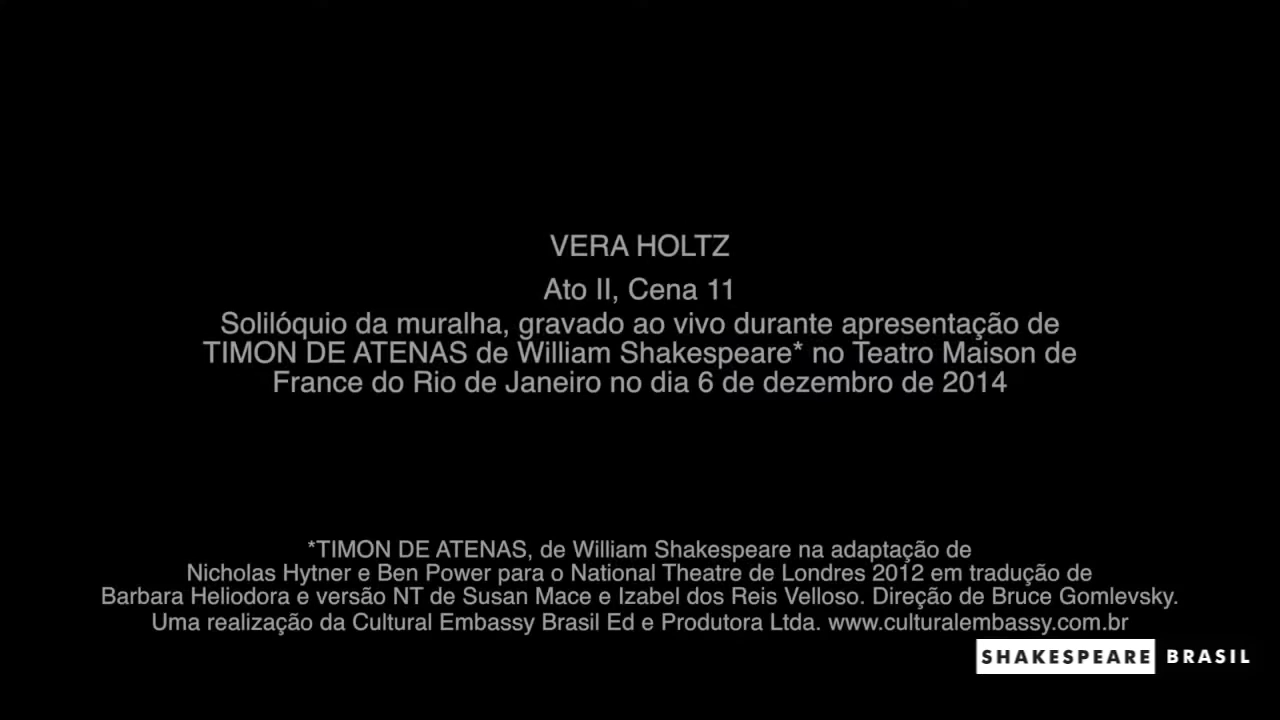 VERA HOLTZ
Ato II, Cena 11
Solilóquio da muralha, gravado ao vivo durante apresentação de
TIMON DE ATENAS de William Shakespeare* no Teatro Maison de
France do Rio de Janeiro no dia 6 de dezembro de 2014
*TIMON DE ATENAS, de William Shakespeare na adaptação de
Nicholas Hytner e Ben Power para o National Theatre de Londres 2012 em tradução de
Barbara Heliodora e versão NT de Susan Mace e Izabel dos Reis Velloso. Direção de Bruce Gomlevsky.
Uma realização da Cultural Embassy Brasil Ed e Produtora Ltda. www.culturalembassy.com.br
SHAKESPEARE BRASIL